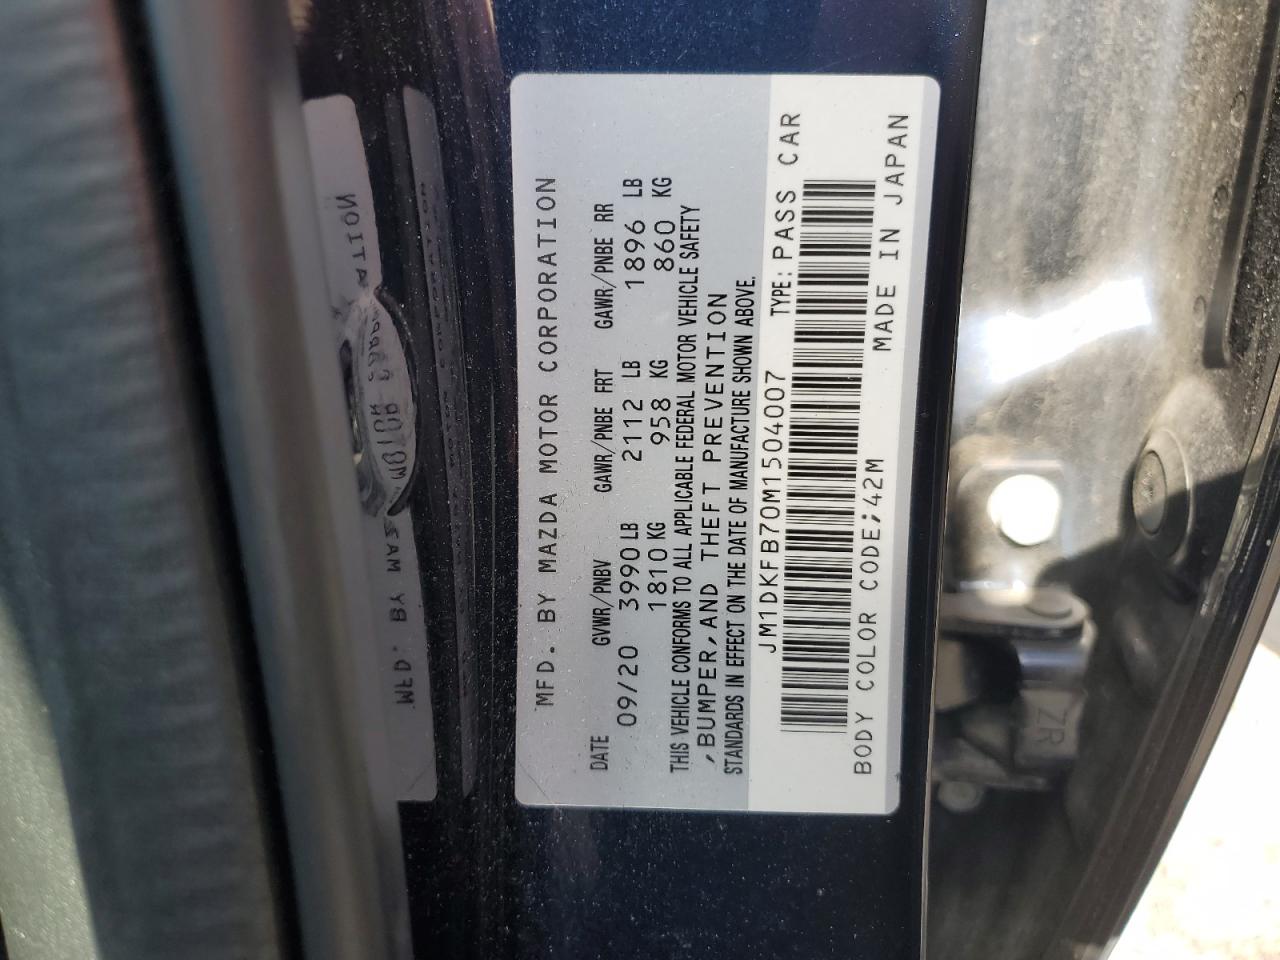 MFD. BY MAZDA MOTOR CORPORATION
DATE GVWR/PNBV GAWR/PNBE FRT GAWR/PNBE RR
09/20 3990 LB 2112 LB 1896 LB
1810 KG 958 KG 860 KG
THIS VEHICLE CONFORMS TO ALL APPLICABLE FEDERAL MOTOR VEHICLE SAFETY
,BUMPER,AND THEFT PREVENTION
STANDARDS IN EFFECT ON THE DATE OF MANUFACTURE SHOWN ABOVE.
JM1DKFB70M1504007 TYPE: PASS CAR
BODY COLOR CODE;42M MADE IN JAPAN
ZR